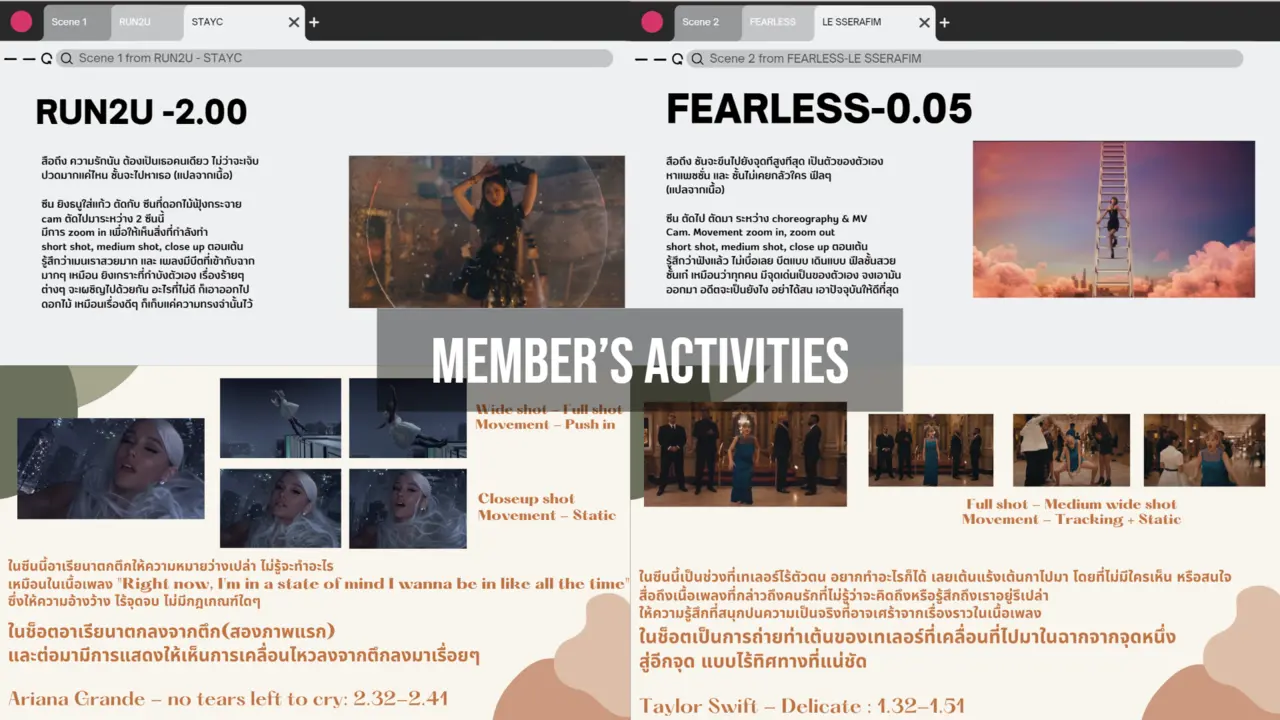 Scene 1
RUN2U
STAYC
Scene 1 from RUN2U - STAYC
RUN2U -2.00
สื่อถึง ความรักนั้น ต้องเป็นเธอคนเดียว ไม่ว่าจะเจ็บ
ปวดมากแค่ไหน ชั้นจะไปหาเธอ (แปลจากเนื้อ)
ซีน ยิงธนูใส่แก้ว ตัดกับ ซีนที่ดอกไม้ฟุ้งกระจาย
cam ตัดไปมาระหว่าง 2 ซีนนี้
มีการ zoom in เพื่อให้เห็นสิ่งที่กำลังทำ
short shot, medium shot, close up ตอนเต้น
รู้สึกว่าเมนเราสวยมาก และ เพลงมีบีตที่เข้ากับฉาก
มากๆ เหมือน ยิงเกราะที่กำบังตัวเอง เรื่องร้ายๆ
ต่างๆ จะเผชิญไปด้วยกัน อะไรที่ไม่ดี ก็เอาออกไป
ดอกไม้ เหมือนเรื่องดีๆ ก็เก็บแค่ความทรงจำนั้นไว้
Scene 2
FEARLESS
LE SSERAFIM
Scene 2 from FEARLESS-LE SSERAFIM
FEARLESS-0.05
สื่อถึง ชั้นจะขึ้นไปยังจุดที่สูงที่สุด เป็นตัวของตัวเอง
หาแพชชั่น และ ชั้นไม่เคยกลัวใคร ฟีลๆ
(แปลจากเนื้อ)
ซีน ตัดไป ตัดมา ระหว่าง choreography & MV
Cam. Movement zoom in, zoom out
short shot, medium shot, close up ตอนเต้น
รู้สึกว่าฟังแล้ว ไม่เบื่อเลย บีตแบบ เดินแบบ ฟีลชั้นสวย
ชั้นเก๋ เหมือนว่าทุกคน มีจุดเด่นเป็นของตัวเอง จงเอามัน
ออกมา อดีตจะเป็นยังไง อย่าได้สน เอาปัจจุบันให้ดีที่สุด
MEMBER'S ACTIVITIES
Wide shot – Full shot
Movement – Push in
Closeup shot
Movement – Static
ในซีนนี้อาเรียนาตกตึกให้ความหมายว่างเปล่า ไม่รู้จะทำอะไร
เหมือนในเนื้อเพลง "Right now, I'm in a state of mind I wanna be in like all the time"
ซึ่งให้ความอ้างว้าง ไร้จุดจบ ไม่มีกฎเกณฑ์ใดๆ
ในช็อตอาเรียนาตกลงจากตึก(สองภาพแรก)
และต่อมามีการแสดงให้เห็นการเคลื่อนไหวลงจากตึกลงมาเรื่อยๆ
Ariana Grande – no tears left to cry: 2.32–2.41
Full shot – Medium wide shot
Movement – Tracking + Static
ในซีนนี้เป็นช่วงที่เทเลอร์ไร้ตัวตน อยากทำอะไรก็ได้ เลยเต้นแร้งเต้นกาไปมา โดยที่ไม่มีใครเห็น หรือสนใจ
สื่อถึงเนื้อเพลงที่กล่าวถึงคนรักที่ไม่รู้ว่าจะคิดถึงหรือรู้สึกถึงเราอยู่รึเปล่า
ให้ความรู้สึกที่สนุกปนความเป็นจริงที่อาจเศร้าจากเรื่องราวในเนื้อเพลง
ในช็อตเป็นการถ่ายท่าเต้นของเทเลอร์ที่เคลื่อนที่ไปมาในฉากจากจุดหนึ่ง
สู่อีกจุด แบบไร้ทิศทางที่แน่ชัด
Taylor Swift – Delicate : 1.32–1.51